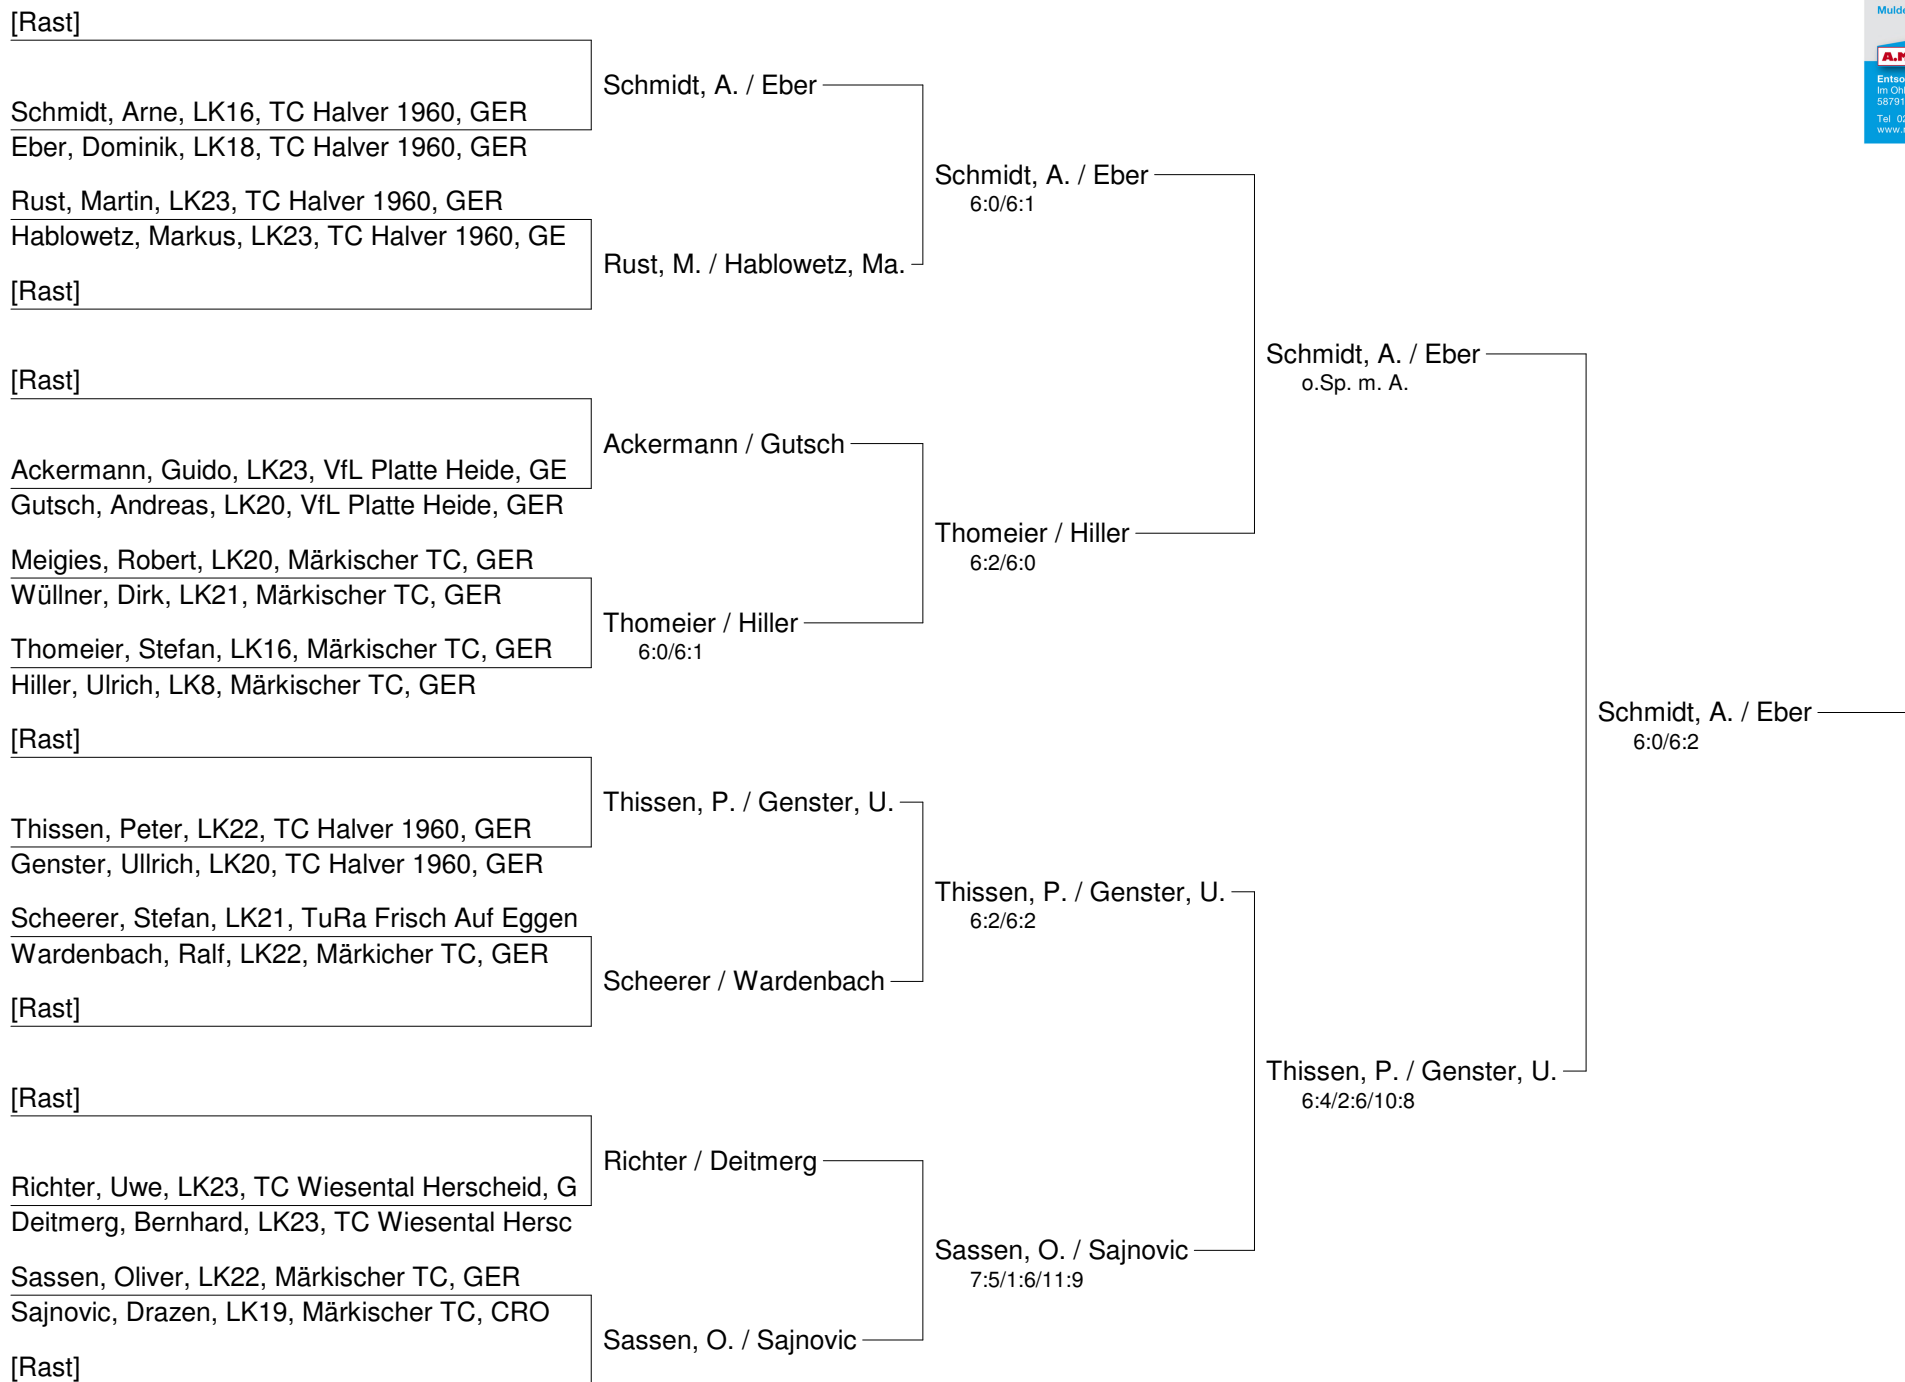 [Rast]
Schmidt, Arne, LK16, TC Halver 1960, GER
Eber, Dominik, LK18, TC Halver 1960, GER
Rust, Martin, LK23, TC Halver 1960, GER
Hablowetz, Markus, LK23, TC Halver 1960, GE
[Rast]
[Rast]
Ackermann, Guido, LK23, VfL Platte Heide, GE
Gutsch, Andreas, LK20, VfL Platte Heide, GER
Meigies, Robert, LK20, Märkischer TC, GER
Wüllner, Dirk, LK21, Märkischer TC, GER
Thomeier, Stefan, LK16, Märkischer TC, GER
Hiller, Ulrich, LK8, Märkischer TC, GER
[Rast]
Thissen, Peter, LK22, TC Halver 1960, GER
Genster, Ullrich, LK20, TC Halver 1960, GER
Scheerer, Stefan, LK21, TuRa Frisch Auf Eggen
Wardenbach, Ralf, LK22, Märkicher TC, GER
[Rast]
[Rast]
Richter, Uwe, LK23, TC Wiesental Herscheid, G
Deitmerg, Bernhard, LK23, TC Wiesental Hersc
Sassen, Oliver, LK22, Märkischer TC, GER
Sajnovic, Drazen, LK19, Märkischer TC, CRO
[Rast]
Schmidt, A. / Eber
Rust, M. / Hablowetz, Ma.
Ackermann / Gutsch
Thomeier / Hiller
6:0/6:1
Thissen, P. / Genster, U.
Scheerer / Wardenbach
Richter / Deitmerg
Sassen, O. / Sajnovic
Schmidt, A. / Eber
6:0/6:1
Thomeier / Hiller
6:2/6:0
Thissen, P. / Genster, U.
6:2/6:2
Sassen, O. / Sajnovic
7:5/1:6/11:9
Schmidt, A. / Eber
o.Sp. m. A.
Thissen, P. / Genster, U.
6:4/2:6/10:8
Schmidt, A. / Eber
6:0/6:2
Im Oh
58791
Tel 02